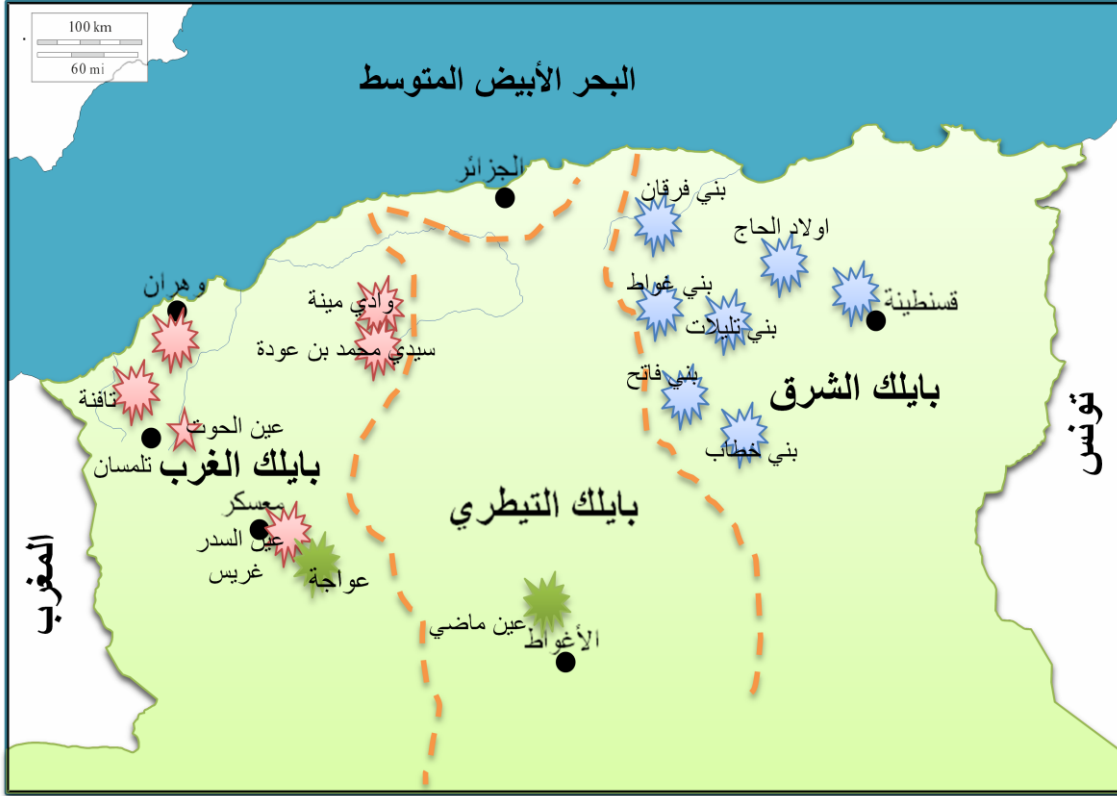 100 km
60 mi
البحر الأبيض المتوسط
الجزائر
بني فرقان
اولاد الحاج
وهران
وادي مينة
بني غواط
قسنطينة
بني تليلات
سيدي محمد بن عودة
تافنة
بني فاتح
بايلك الشرق
تونس
عين الحوت
تلمسان
بايلك الغرب
بني خطاب
معسكر
بايلك التيطري
عين السدر
غريس
عواجة
المغرب
عين ماضي
الأغواط